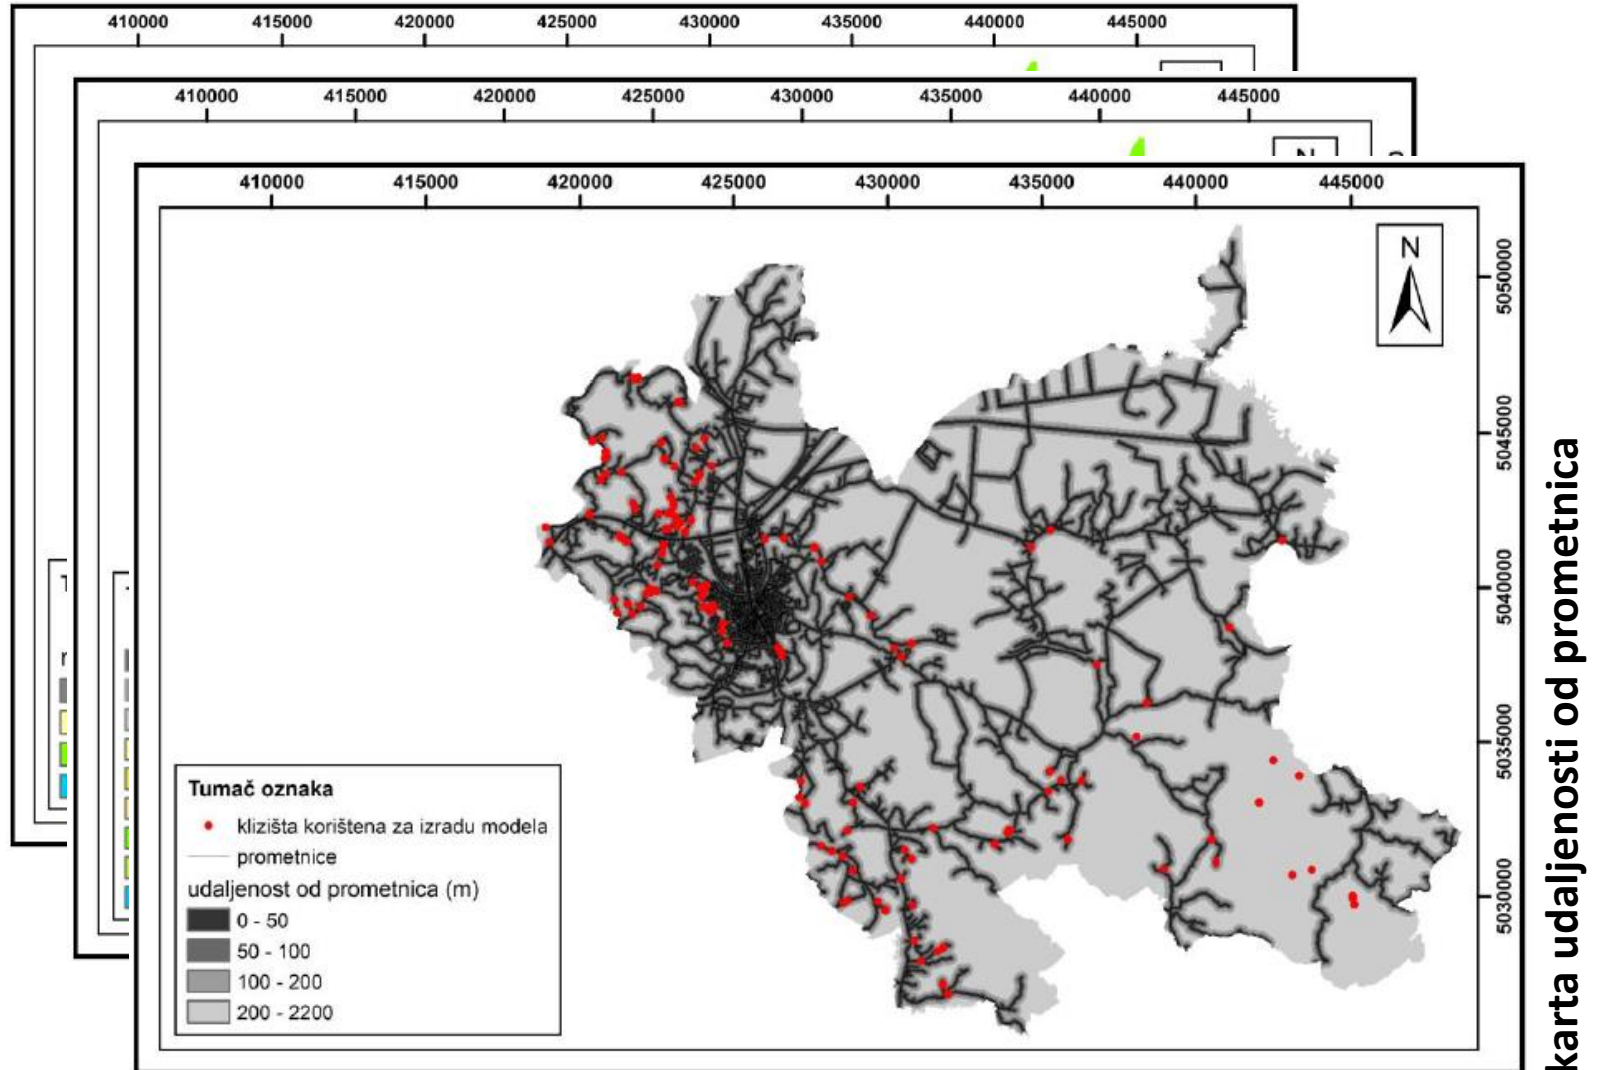 410000 415000 420000 425000 430000 435000 440000 445000
410000 415000 420000 425000 430000 435000 440000 445000
410000 415000 420000 425000 430000 435000 440000 445000
N
5050000
5045000
5040000
5035000
5030000
Tumač oznaka
klizišta korištena za izradu modela
prometnice
udaljenost od prometnica (m)
0 - 50
50 - 100
100 - 200
200 - 2200
karta udaljenosti od prometnica